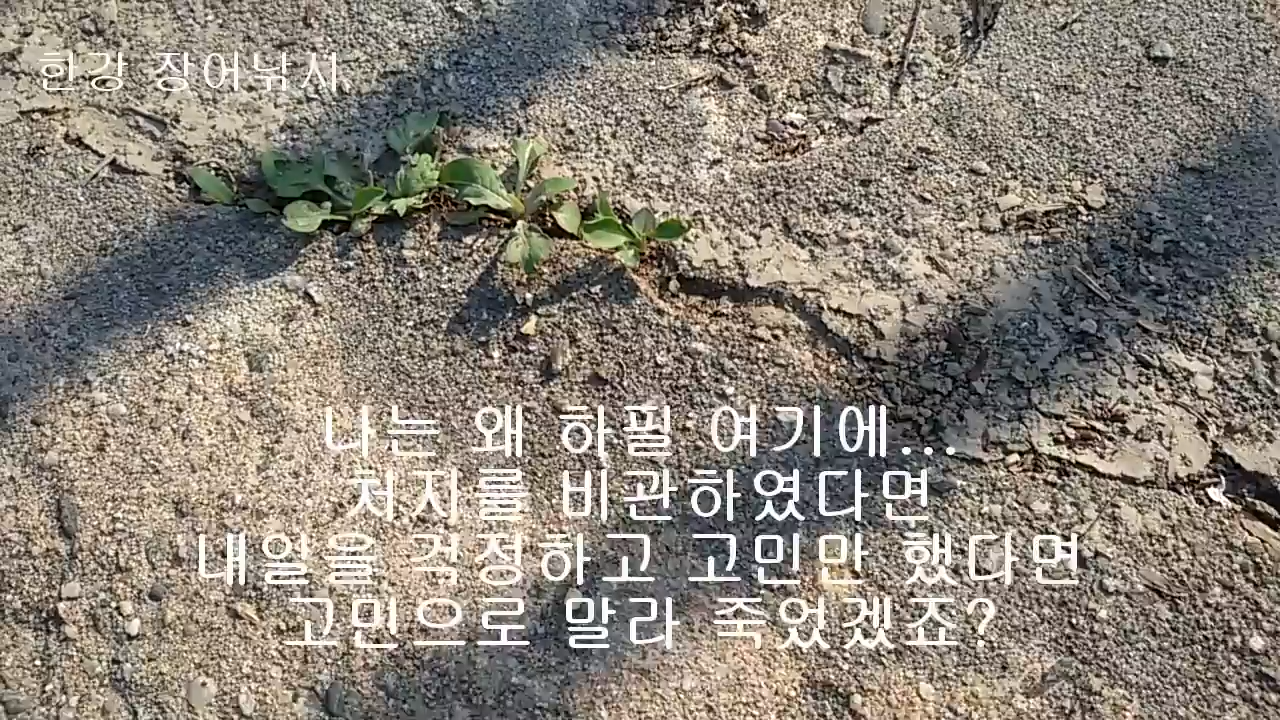 한강 장어낚시
나는 왜 하필 여기에...
처지를 비관하였다면
내일을 걱정하고 고민만 했다면
고민으로 말라 죽었겠죠?